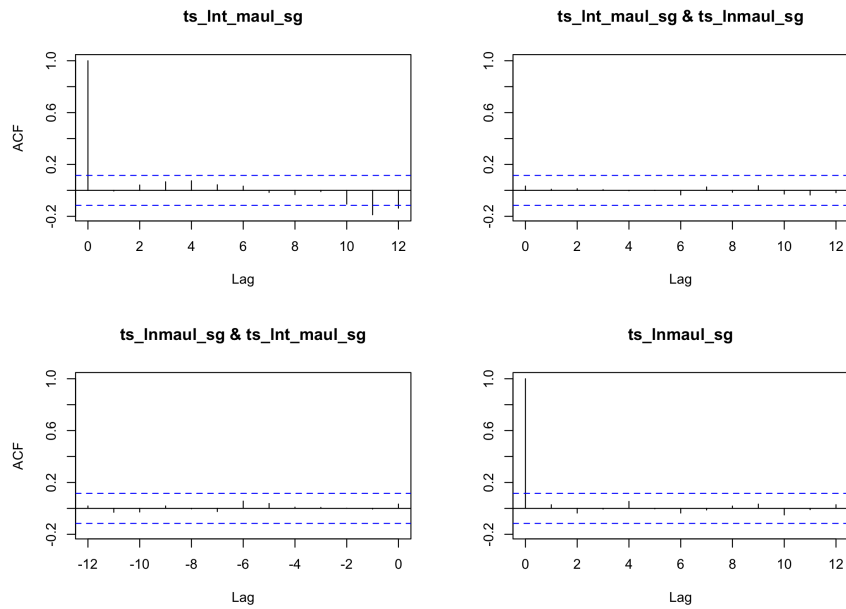 ts_lnt_maul_sg
ts_lnt_maul_sg & ts_lnmaul_sg
ACF
1.0
0.6
0.2
-0.2
0 2 4 6 8 10 12
Lag
1.0
0.6
0.2
-0.2
0 2 4 6 8 10 12
Lag
ts_lnmaul_sg & ts_lnt_maul_sg
ts_lnmaul_sg
ACF
1.0
0.6
0.2
-0.2
-12 -10 -8 -6 -4 -2 0
Lag
1.0
0.6
0.2
-0.2
0 2 4 6 8 10 12
Lag